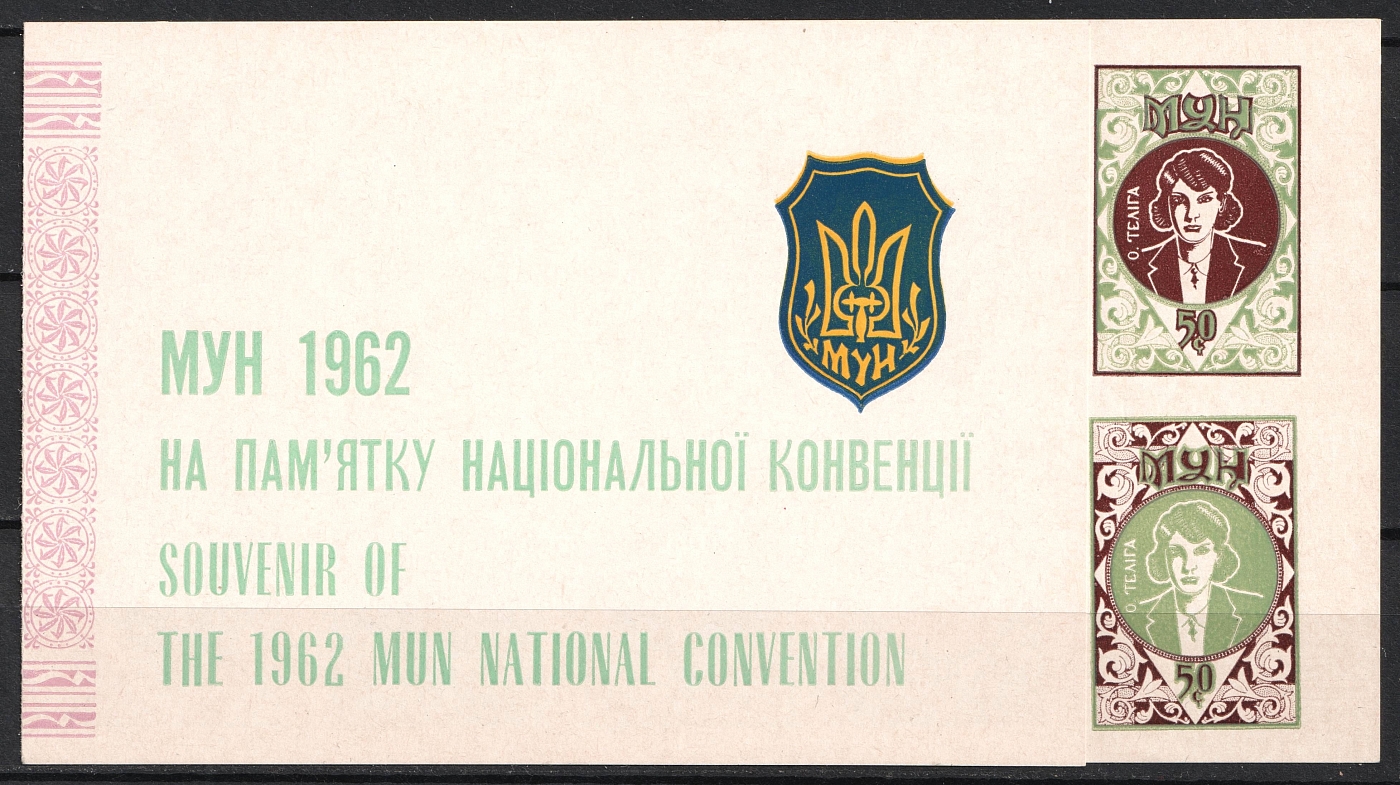 МУН 1962
НА ПАМ'ЯТКУ НАЦІОНАЛЬНОЇ КОНВЕНЦІЇ
SOUVENIR OF
THE 1962 MUN NATIONAL CONVENTION
МУН
МУН
О. ТЕЛІГА
50¢
МУН
О. ТЕЛІГА
50¢